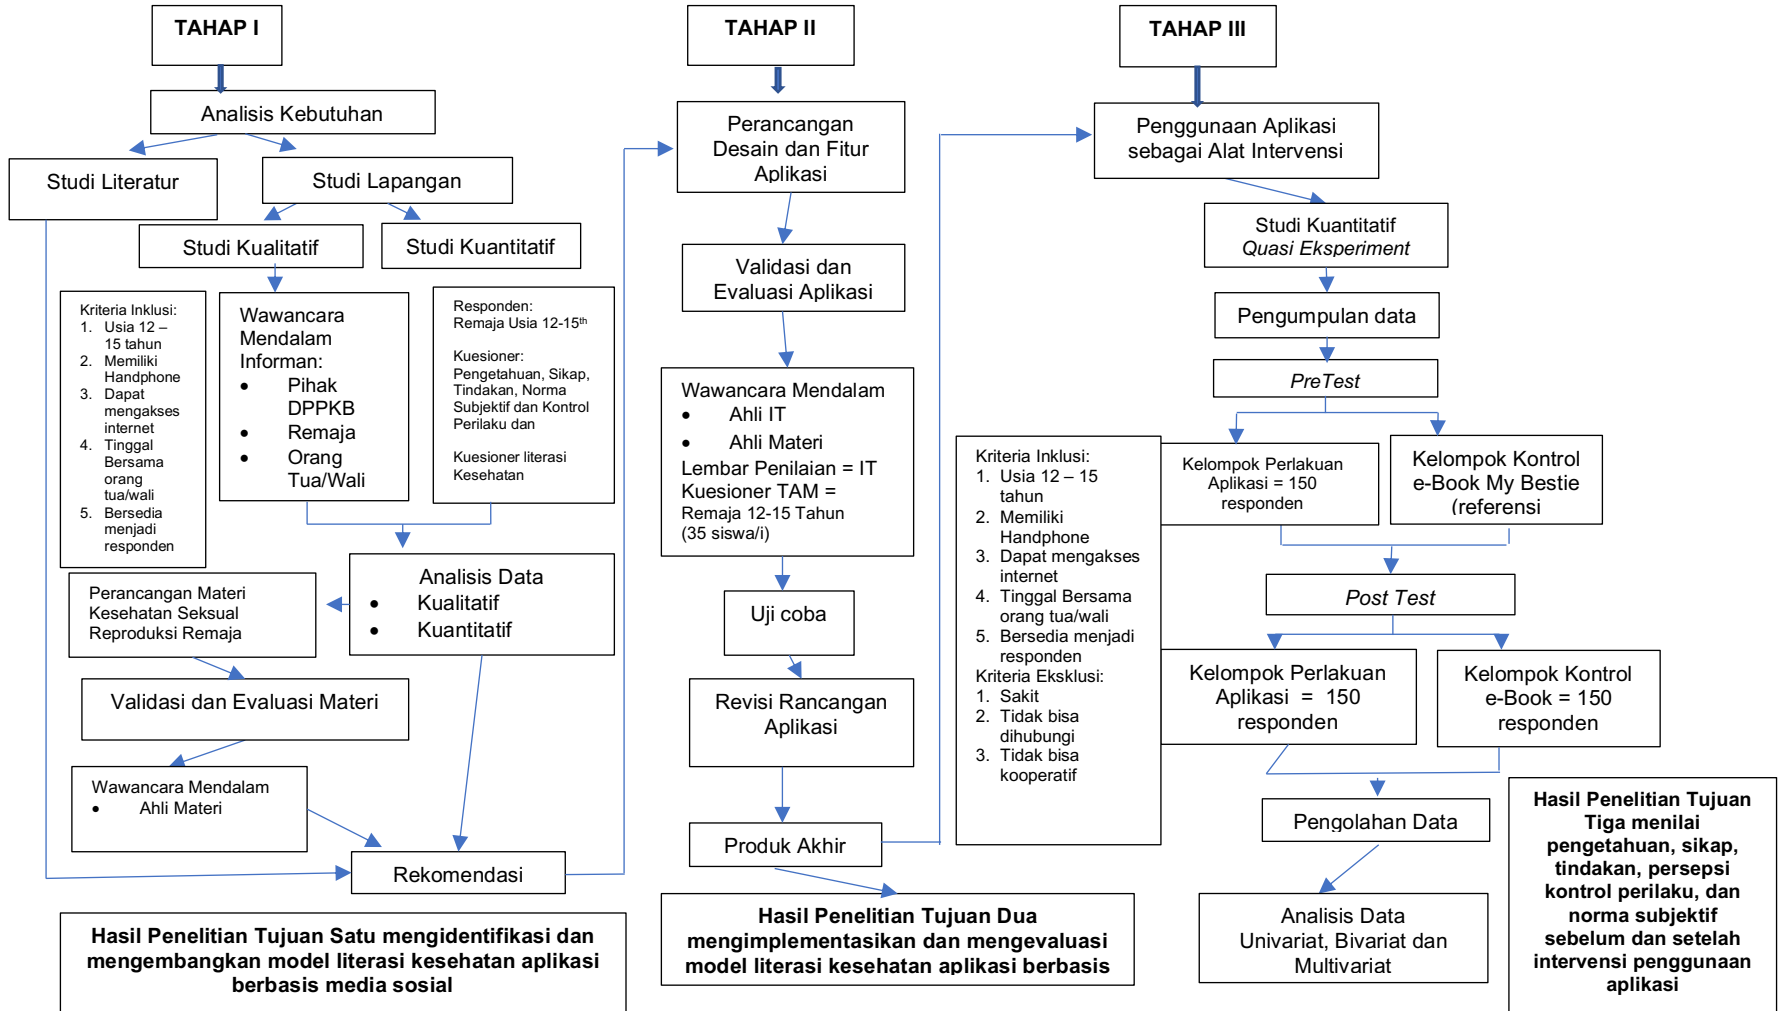 TAHAP I
Analisis Kebutuhan
Studi Literatur
Studi Lapangan
Studi Kualitatif
Studi Kuantitatif
Kriteria Inklusi:
1. Usia 12 –
15 tahun
2. Memiliki
Handphone
3. Dapat
mengakses
internet
4. Tinggal
Bersama
orang
tua/wali
5. Bersedia
menjadi
responden
Wawancara
Mendalam
Informan:
• Pihak
DPPKB
• Remaja
• Orang
Tua/Wali
Responden:
Remaja Usia 12-15th
Kuesioner:
Pengetahuan, Sikap,
Tindakan, Norma
Subjektif dan Kontrol
Perilaku dan
Kuesioner literasi
Kesehatan
Analisis Data
• Kualitatif
• Kuantitatif
Perancangan Materi
Kesehatan Seksual
Reproduksi Remaja
Validasi dan Evaluasi Materi
Wawancara Mendalam
• Ahli Materi
Rekomendasi
Hasil Penelitian Tujuan Satu mengidentifikasi dan
mengembangkan model literasi kesehatan aplikasi
berbasis media sosial
TAHAP II
Perancangan
Desain dan Fitur
Aplikasi
Validasi dan
Evaluasi Aplikasi
Wawancara Mendalam
• Ahli IT
• Ahli Materi
Lembar Penilaian = IT
Kuesioner TAM =
Remaja 12-15 Tahun
(35 siswa/i)
Uji coba
Revisi Rancangan
Aplikasi
Produk Akhir
Hasil Penelitian Tujuan Dua
mengimplementasikan dan mengevaluasi
model literasi kesehatan aplikasi berbasis
TAHAP III
Penggunaan Aplikasi
sebagai Alat Intervensi
Studi Kuantitatif
Quasi Eksperiment
Pengumpulan data
PreTest
Kriteria Inklusi:
1. Usia 12 – 15
tahun
2. Memiliki
Handphone
3. Dapat mengakses
internet
4. Tinggal Bersama
orang tua/wali
5. Bersedia menjadi
responden
Kriteria Eksklusi:
1. Sakit
2. Tidak bisa
dihubungi
3. Tidak bisa
kooperatif
Kelompok Perlakuan
Aplikasi = 150
responden
Kelompok Kontrol
e-Book My Bestie
(referensi
Post Test
Kelompok Perlakuan
Aplikasi = 150
responden
Kelompok Kontrol
e-Book = 150
responden
Pengolahan Data
Analisis Data
Univariat, Bivariat dan
Multivariat
Hasil Penelitian Tujuan
Tiga menilai
pengetahuan, sikap,
tindakan, persepsi
kontrol perilaku, dan
norma subjektif
sebelum dan setelah
intervensi penggunaan
aplikasi